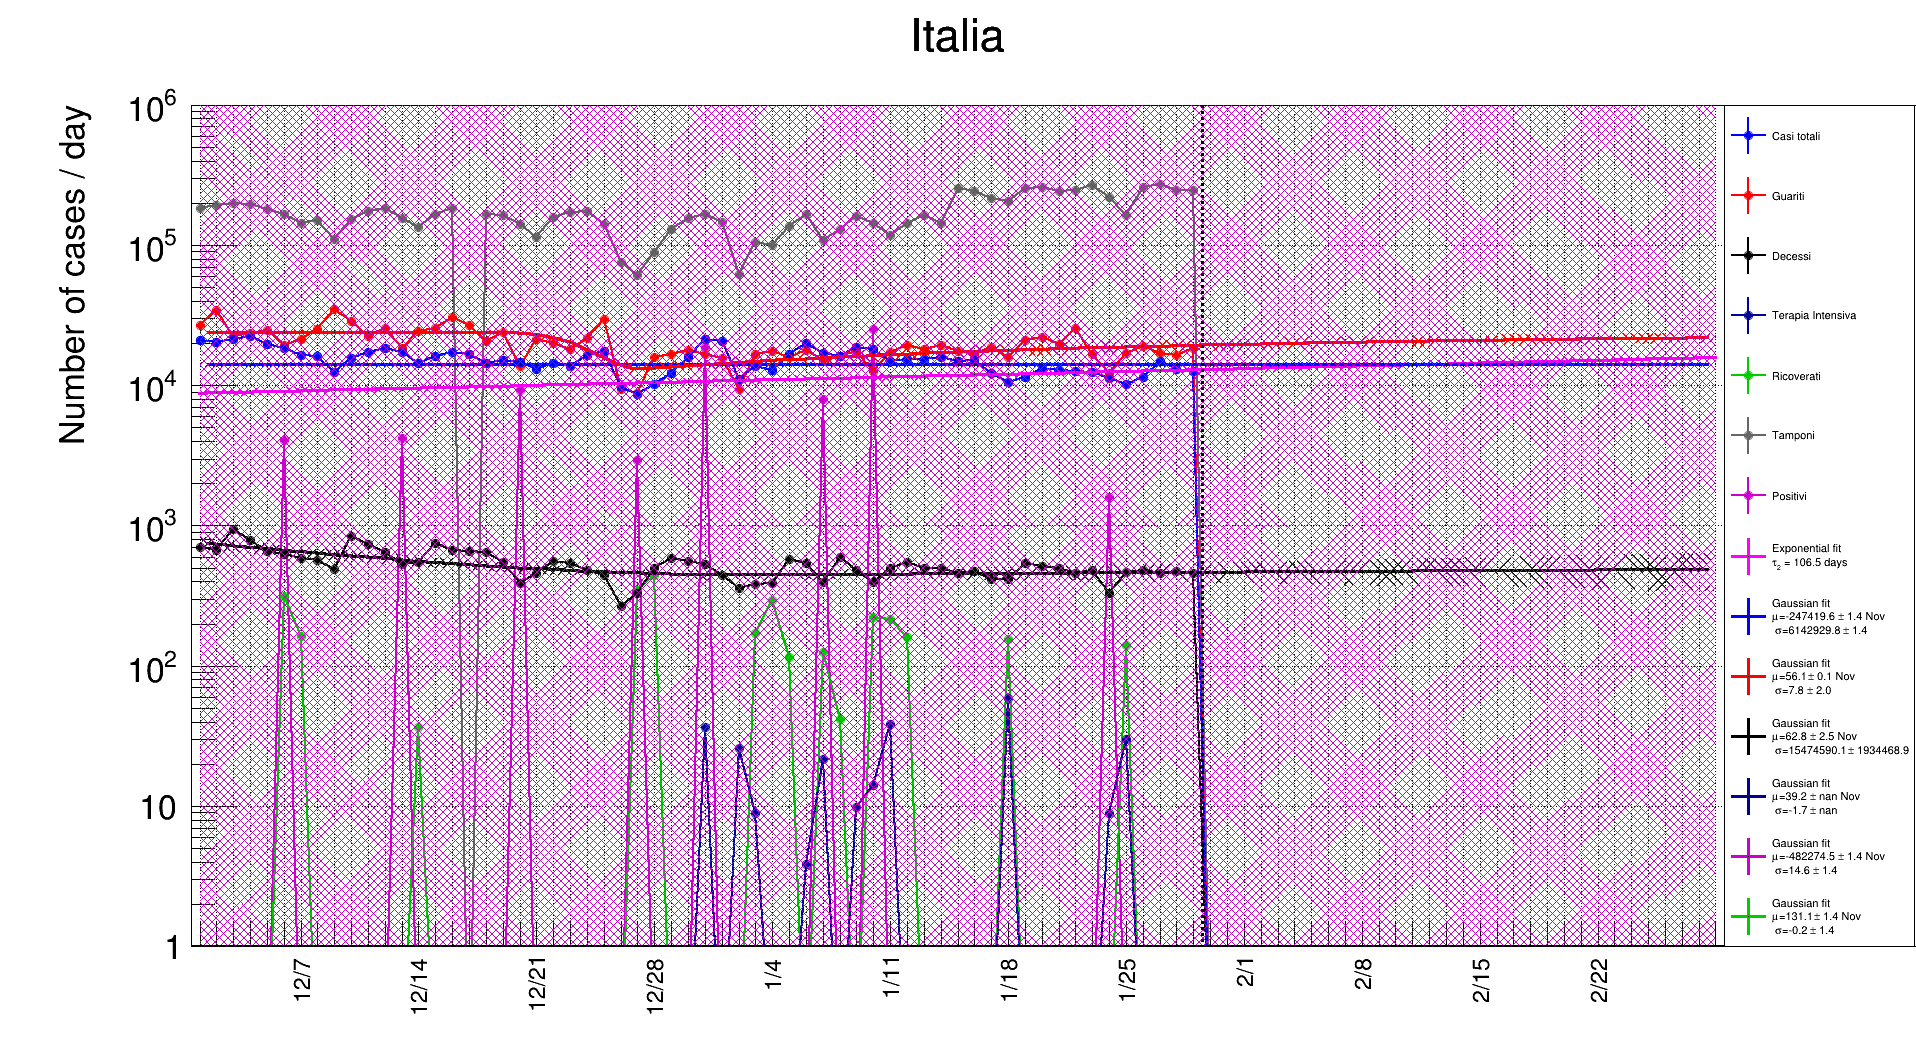 Italia
Number of cases / day
10^6
10^5
10^4
10^3
10^2
10
1
12/7
12/14
12/21
12/28
1/4
1/11
1/18
1/25
2/1
2/8
2/15
2/22
Casi totali
Guariti
Decessi
Terapia Intensiva
Ricoverati
Tamponi
Positivi
Exponential fit
τ₂ = 106.5 days
Gaussian fit
μ=-247419.6 ± 1.4 Nov
σ=6142929.8 ± 1.4
Gaussian fit
μ=56.1 ± 0.1 Nov
σ=7.8 ± 2.0
Gaussian fit
μ=62.8 ± 2.5 Nov
σ=15474590.1 ± 1934468.9
Gaussian fit
μ=39.2 ± nan Nov
σ=-1.7 ± nan
Gaussian fit
μ=-482274.5 ± 1.4 Nov
σ=14.6 ± 1.4
Gaussian fit
μ=131.1 ± 1.4 Nov
σ=-0.2 ± 1.4